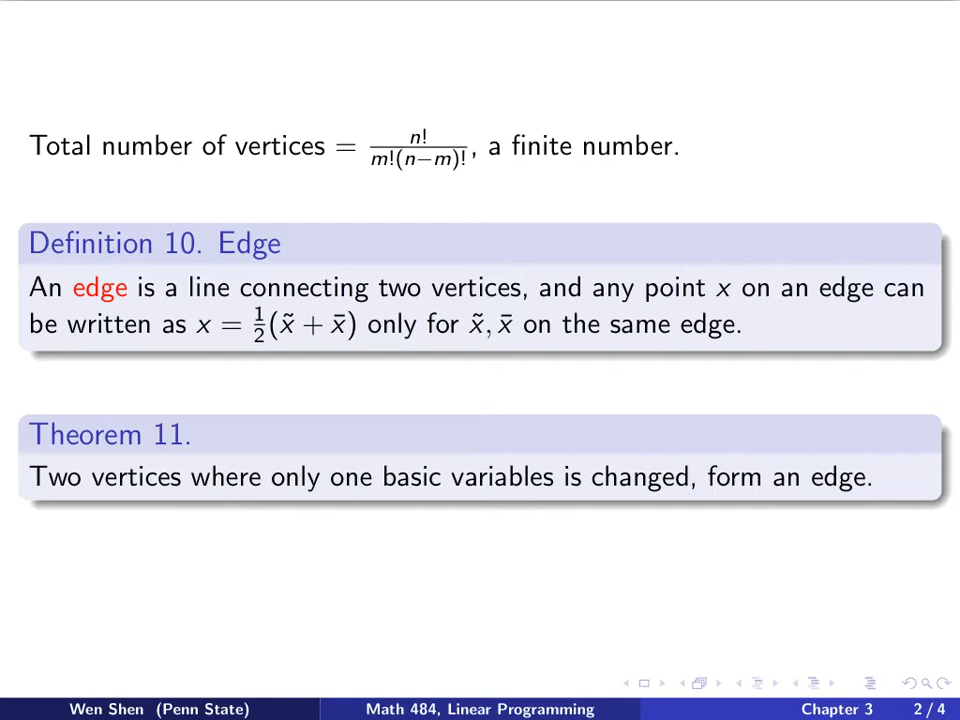 Total number of vertices = n!/(m!(n−m)!), a finite number.
Definition 10. Edge
An edge is a line connecting two vertices, and any point x on an edge can
be written as x = ½(x̃ + x̄) only for x̃, x̄ on the same edge.
Theorem 11.
Two vertices where only one basic variables is changed, form an edge.
Wen Shen (Penn State) Math 484, Linear Programming Chapter 3 2 / 4